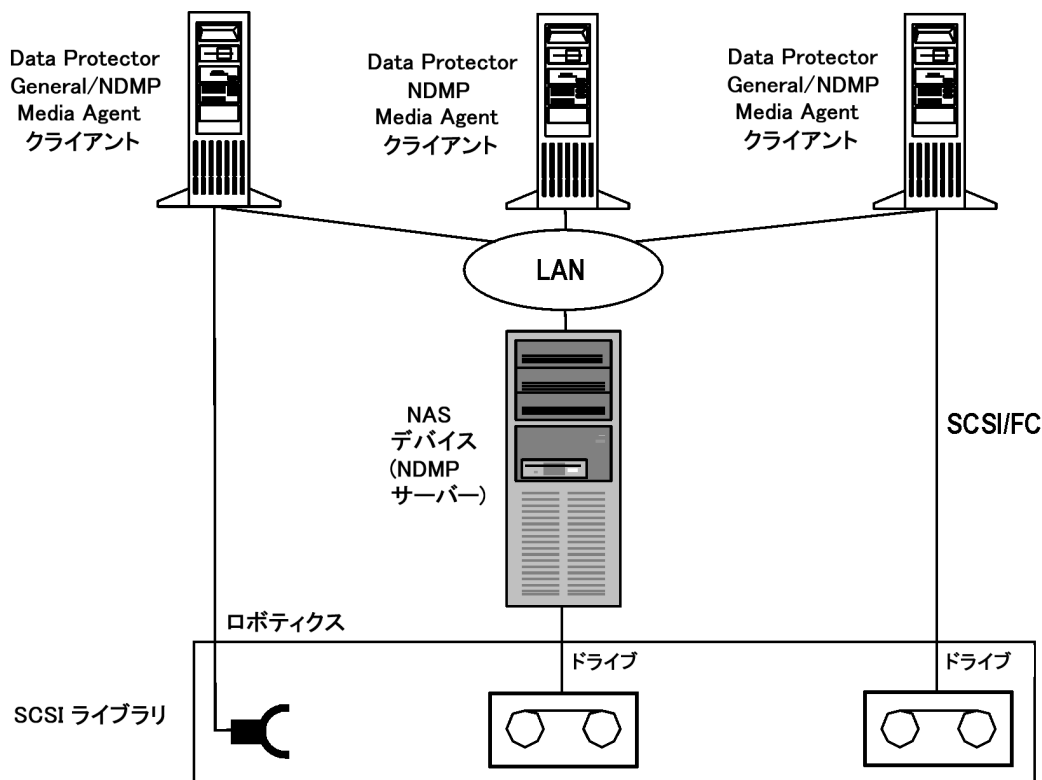 Data Protector
General/NDMP
Media Agent
クライアント
Data Protector
NDMP
Media Agent
クライアント
Data Protector
General/NDMP
Media Agent
クライアント
LAN
NAS
デバイス
(NDMP
サーバー)
SCSI/FC
ロボティクス
ドライブ
ドライブ
SCSI ライブラリ